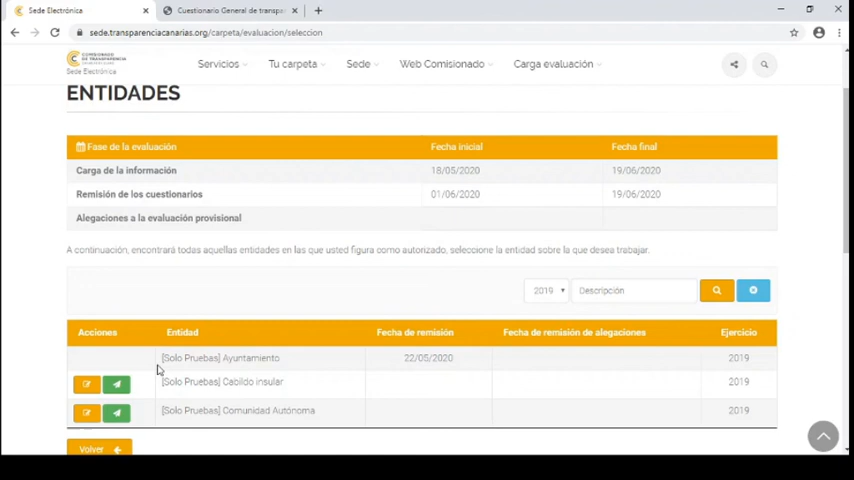 Sede Electrónica
Cuestionario General de transpa
sede.transparenciacanarias.org/carpeta/evaluacion/seleccion
COMISIONADO
DE TRANSPARENCIA
Sede Electrónica
Servicios Tu carpeta Sede Web Comisionado Carga evaluación
ENTIDADES
Fase de la evaluación Fecha inicial Fecha final
Carga de la información 18/05/2020 19/06/2020
Remisión de los cuestionarios 01/06/2020 19/06/2020
Alegaciones a la evaluación provisional
A continuación, encontrará todas aquellas entidades en las que usted figura como autorizado, seleccione la entidad sobre la que desea trabajar.
2019 Descripción
Acciones Entidad Fecha de remisión Fecha de remisión de alegaciones Ejercicio
[Solo Pruebas] Ayuntamiento 22/05/2020 2019
[Solo Pruebas] Cabildo insular 2019
[Solo Pruebas] Comunidad Autónoma 2019
Volver